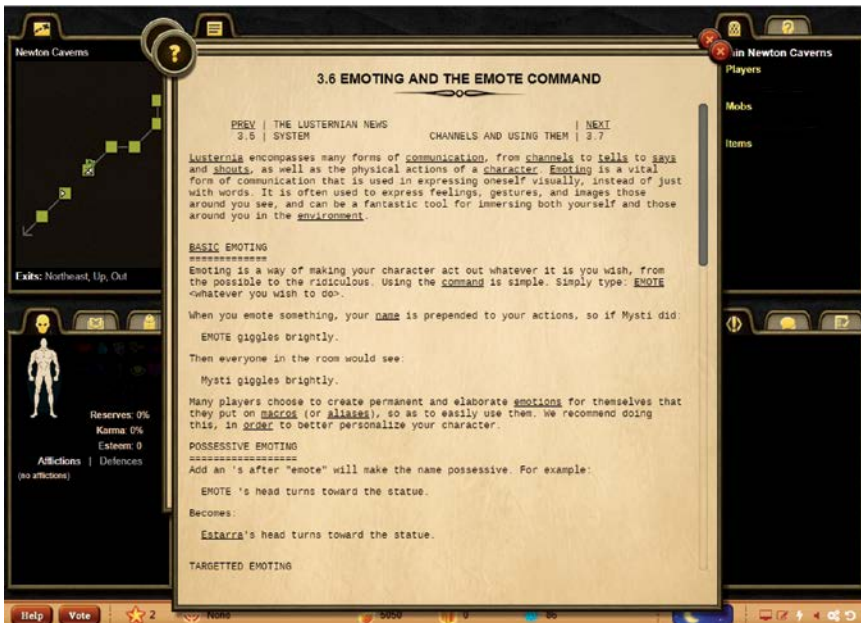 Newton Caverns
Exits: Northeast, Up, Out
Reserves: 0%
Karma: 0%
Esteem: 0
Afflictions | Defences
(no afflictions)
3.6 EMOTING AND THE EMOTE COMMAND
PREV | THE LUSTERNIAN NEWS | NEXT
3.5 | SYSTEM CHANNELS AND USING THEM | 3.7
Lusternia encompasses many forms of communication, from channels to tells to says
and shouts, as well as the physical actions of a character. Emoting is a vital
form of communication that is used in expressing oneself visually, instead of just
with words. It is often used to express feelings, gestures, and images those
around you see, and can be a fantastic tool for immersing both yourself and those
around you in the environment.
BASIC EMOTING
=============
Emoting is a way of making your character act out whatever it is you wish, from
the possible to the ridiculous. Using the command is simple. Simply type: EMOTE
<whatever you wish to do>.
When you emote something, your name is prepended to your actions, so if Mysti did:
EMOTE giggles brightly.
Then everyone in the room would see:
Mysti giggles brightly.
Many players choose to create permanent and elaborate emotions for themselves that
they put on macros (or aliases), so as to easily use them. We recommend doing
this, in order to better personalize your character.
POSSESSIVE EMOTING
==================
Add an 's after "emote" will make the name possessive. For example:
EMOTE 's head turns toward the statue.
Becomes:
Estarra's head turns toward the statue.
TARGETTED EMOTING
in Newton Caverns
Players
Mobs
Items
Help
Vote
2
None
5050
0
86